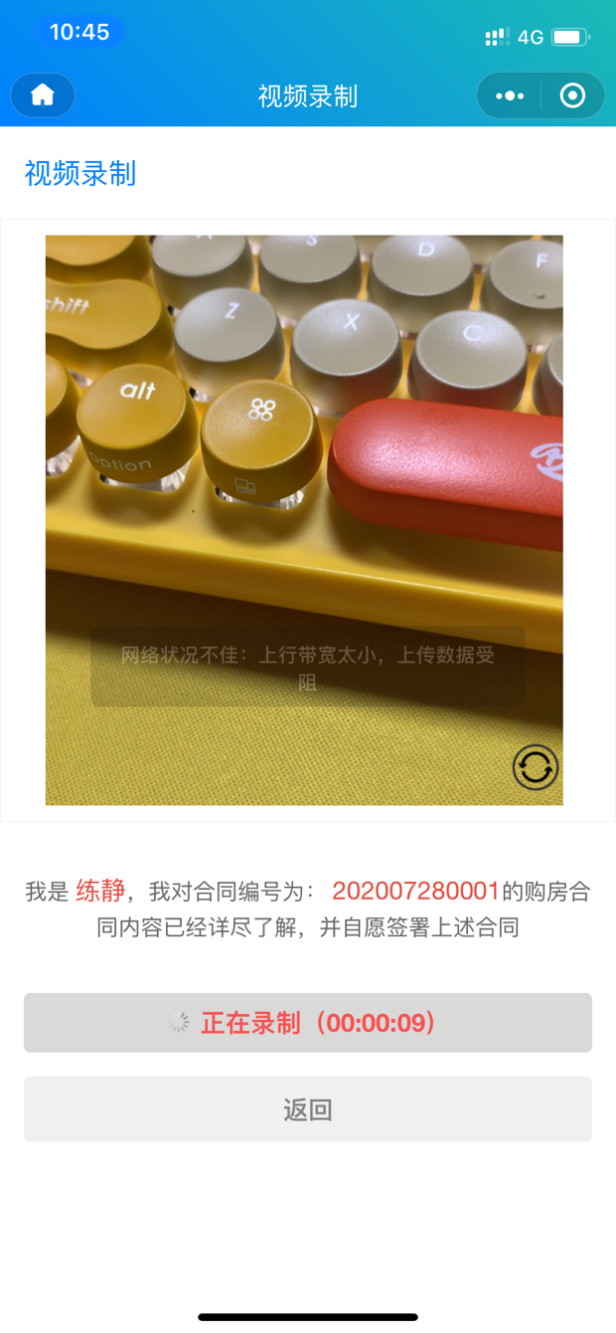 10:45
4G
视频录制
视频录制
A S D F
shift Z X C
alt
option
网络状况不佳：上行带宽太小，上传数据受
阻
我是 练静，我对合同编号为： 202007280001的购房合
同内容已经详尽了解，并自愿签署上述合同
正在录制（00:00:09）
返回